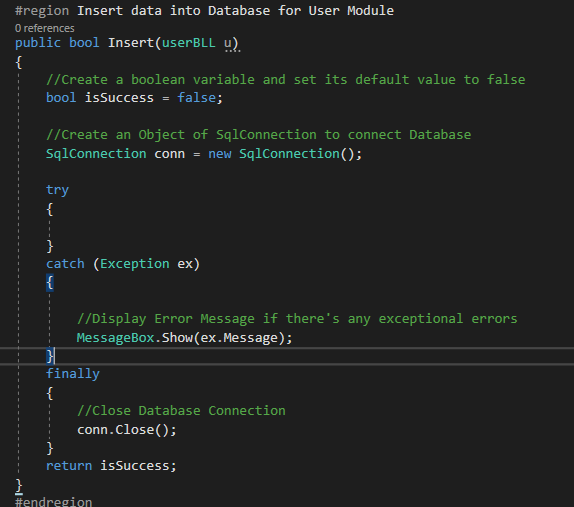 #region Insert data into Database for User Module
0 references
public bool Insert(userBLL u)
{
//Create a boolean variable and set its default value to false
bool isSuccess = false;
//Create an Object of SqlConnection to connect Database
SqlConnection conn = new SqlConnection();
try
{
}
catch (Exception ex)
{
//Display Error Message if there's any exceptional errors
MessageBox.Show(ex.Message);
}
finally
{
//Close Database Connection
conn.Close();
}
return isSuccess;
}
#endregion